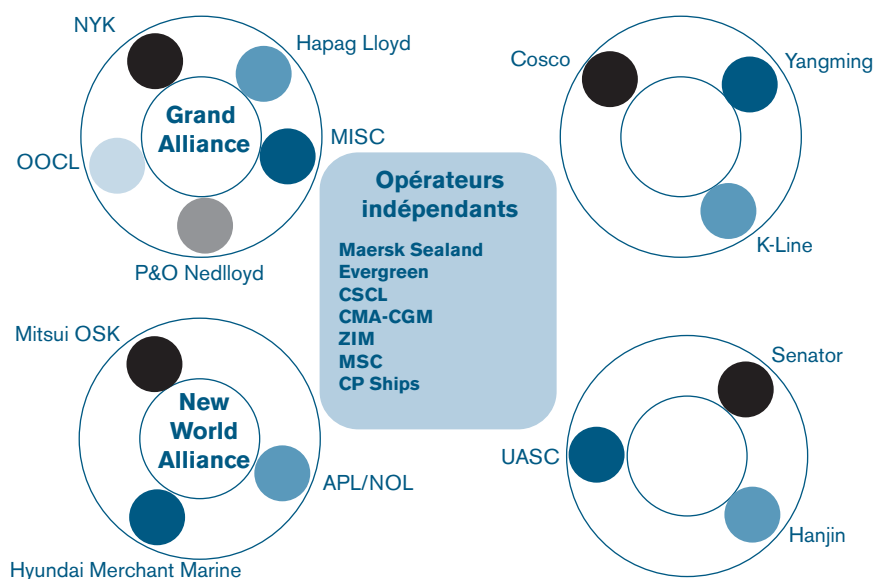 NYK
Hapag Lloyd
Grand
Alliance
OOCL
MISC
P&O Nedlloyd
Cosco
Yangming
K-Line
Opérateurs
indépendants
Maersk Sealand
Evergreen
CSCL
CMA-CGM
ZIM
MSC
CP Ships
Mitsui OSK
New
World
Alliance
APL/NOL
Hyundai Merchant Marine
Senator
UASC
Hanjin